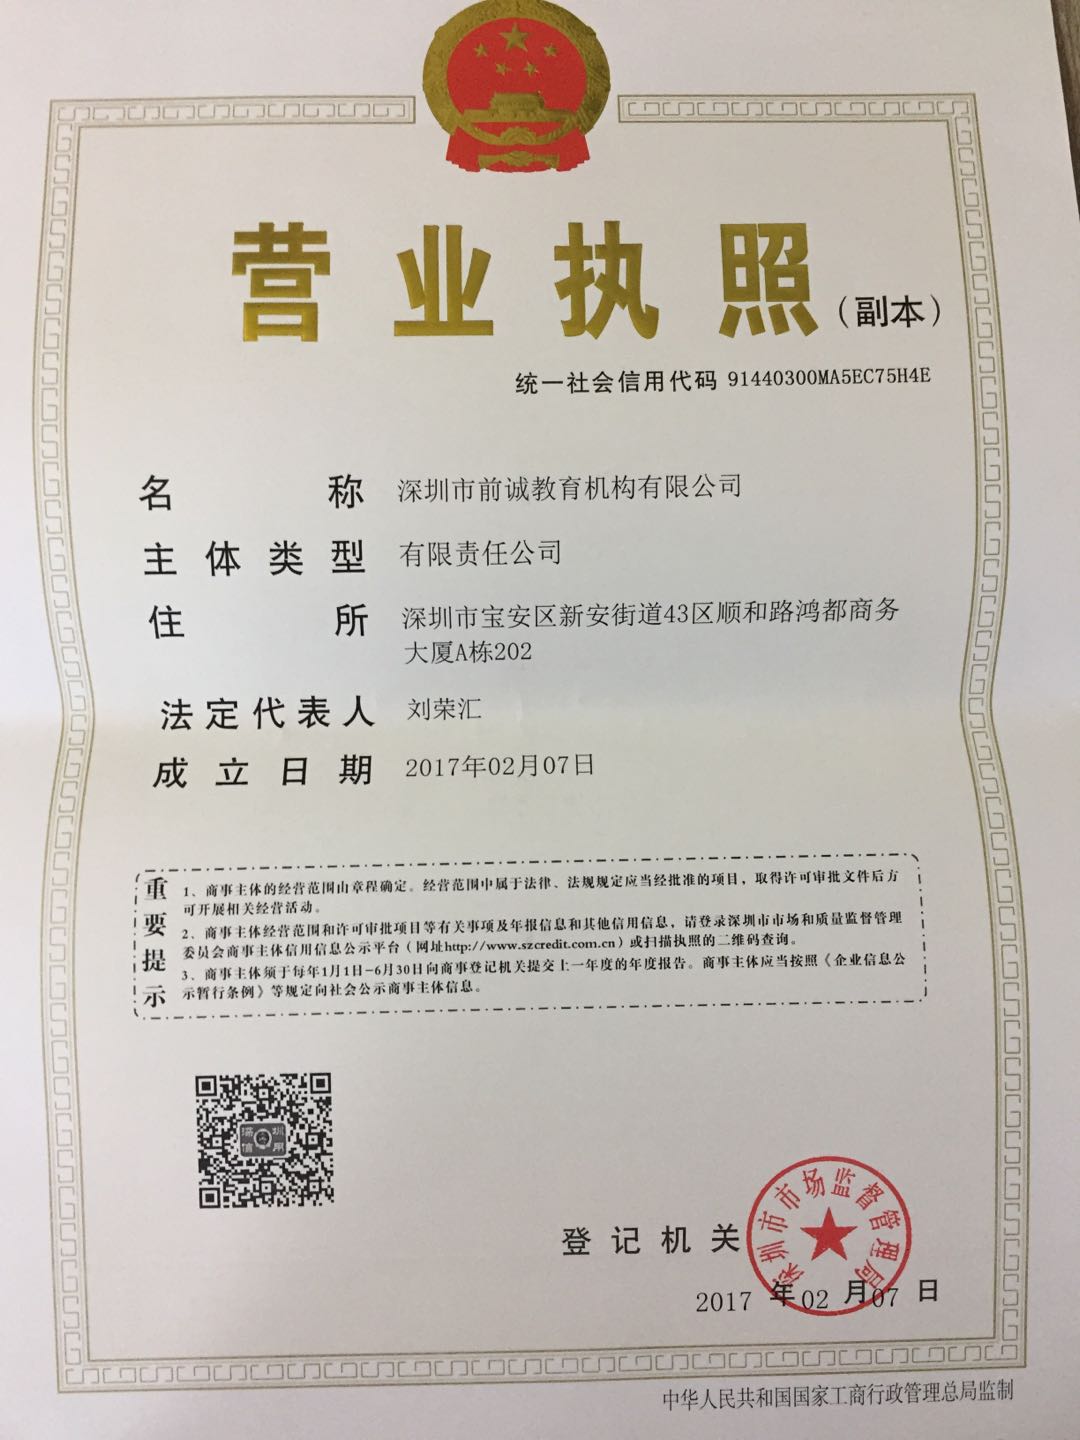 营业执照(副本)
统一社会信用代码 91440300MA5EC75H4E
名称 深圳市前诚教育机构有限公司
主体类型 有限责任公司
住所 深圳市宝安区新安街道43区顺和路鸿都商务
大厦A栋202
法定代表人 刘荣汇
成立日期 2017年02月07日
重要提示
1、商事主体的经营范围由章程确定。经营范围中属于法律、法规规定应当经批准的项目，取得许可审批文件后方
可开展相关经营活动。
2、商事主体经营范围和许可审批项目等有关事项及年报信息和其他信用信息，请登录深圳市市场和质量监督管理
委员会商事主体信用信息公示平台（网址http://www.szcredit.com.cn）或扫描执照的二维码查询。
3、商事主体须于每年1月1日-6月30日向商事登记机关提交上一年度的年度报告。商事主体应当按照《企业信息公
示暂行条例》等规定向社会公示商事主体信息。
深圳
信用
登记机关
深圳市市场监督管理局
2017年02月07日
中华人民共和国国家工商行政管理总局监制